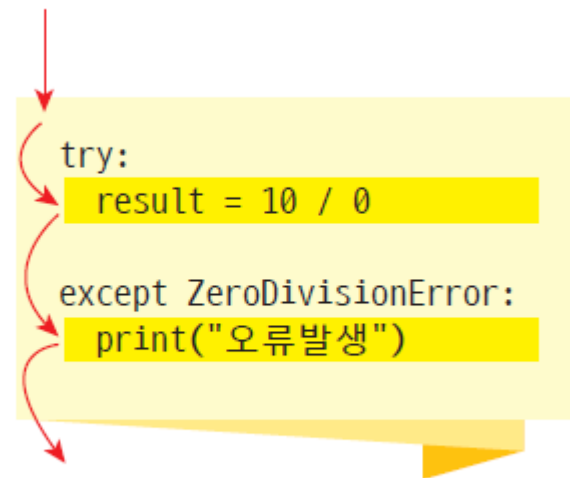 try:
result = 10 / 0
except ZeroDivisionError:
print("오류발생")